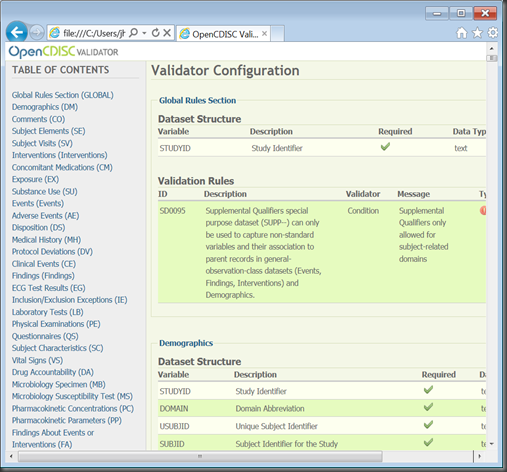 file:///C:/Users/jh
OpenCDISC Vali...
OpenCDISC VALIDATOR
TABLE OF CONTENTS
Global Rules Section (GLOBAL)
Demographics (DM)
Comments (CO)
Subject Elements (SE)
Subject Visits (SV)
Interventions (Interventions)
Concomitant Medications (CM)
Exposure (EX)
Substance Use (SU)
Events (Events)
Adverse Events (AE)
Disposition (DS)
Medical History (MH)
Protocol Deviations (DV)
Clinical Events (CE)
Findings (Findings)
ECG Test Results (EG)
Inclusion/Exclusion Exceptions (IE)
Laboratory Tests (LB)
Physical Examinations (PE)
Questionnaires (QS)
Subject Characteristics (SC)
Vital Signs (VS)
Drug Accountability (DA)
Microbiology Specimen (MB)
Microbiology Susceptibility Test (MS)
Pharmacokinetic Concentrations (PC)
Pharmacokinetic Parameters (PP)
Findings About Events or
Interventions (FA)
Validator Configuration
Global Rules Section
Dataset Structure
Variable Description Required Data Typ
STUDYID Study Identifier text
Validation Rules
ID Description Validator Message Ty
SD0095 Supplemental Qualifiers special Condition Supplemental
purpose dataset (SUPP--) can only Qualifiers only
be used to capture non-standard allowed for
variables and their association to subject-related
parent records in general- domains
observation-class datasets (Events,
Findings, Interventions) and
Demographics.
Demographics
Dataset Structure
Variable Description Required Da
STUDYID Study Identifier te
DOMAIN Domain Abbreviation te
USUBJID Unique Subject Identifier te
SUBJID Subject Identifier for the Study te